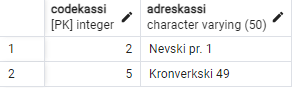 codekassi adreskassi
[PK] integer character varying (50)
1 2 Nevski pr. 1
2 5 Kronverkski 49